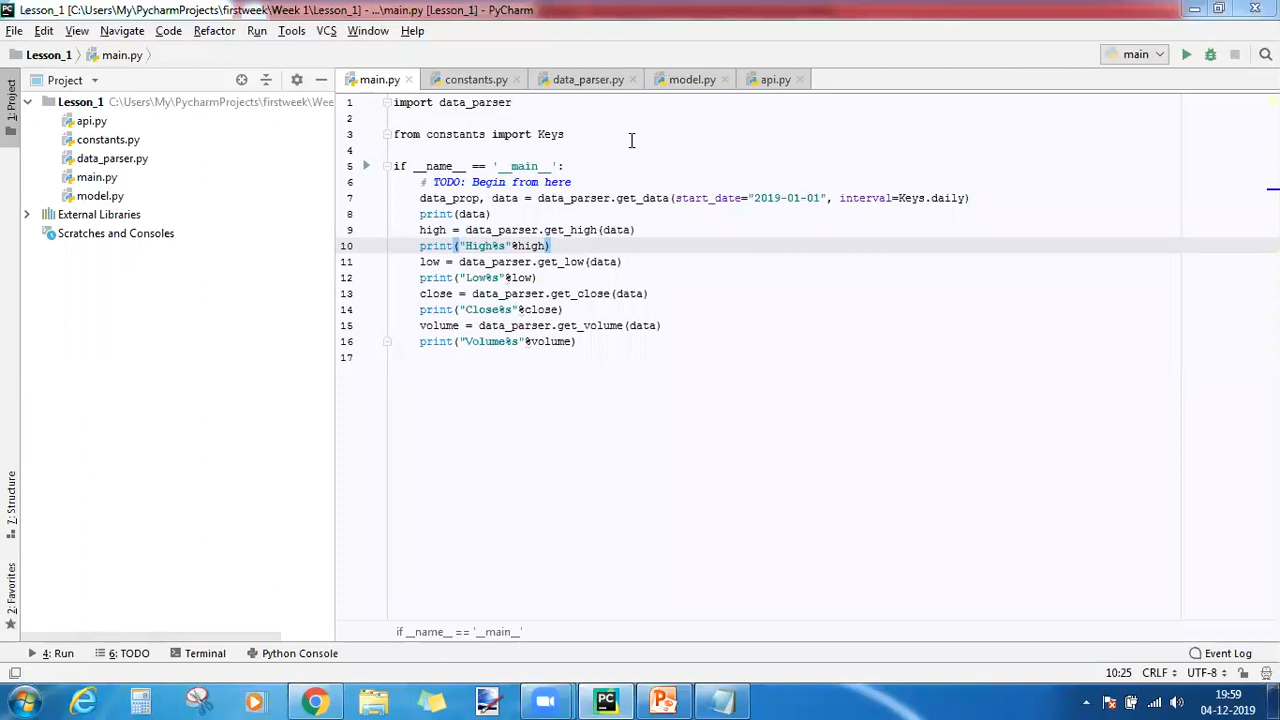 Lesson_1 [C:\Users\My\PycharmProjects\firstweek\Week 1\Lesson_1] - ...\main.py [Lesson_1] - PyCharm
File Edit View Navigate Code Refactor Run Tools VCS Window Help
Lesson_1 main.py
main
Project
main.py constants.py data_parser.py model.py api.py
Lesson_1 C:\Users\My\PycharmProjects\firstweek\Wee
api.py
constants.py
data_parser.py
main.py
model.py
External Libraries
Scratches and Consoles
1: Project
7: Structure
2: Favorites
1 import data_parser
2
3 from constants import Keys
4
5 if __name__ == '__main__':
6 # TODO: Begin from here
7 data_prop, data = data_parser.get_data(start_date="2019-01-01", interval=Keys.daily)
8 print(data)
9 high = data_parser.get_high(data)
10 print("High%s"%high)
11 low = data_parser.get_low(data)
12 print("Low%s"%low)
13 close = data_parser.get_close(data)
14 print("Close%s"%close)
15 volume = data_parser.get_volume(data)
16 print("Volume%s"%volume)
17
if __name__ == '__main__'
4: Run 6: TODO Terminal Python Console Event Log
10:25 CRLF UTF-8
19:59
04-12-2019